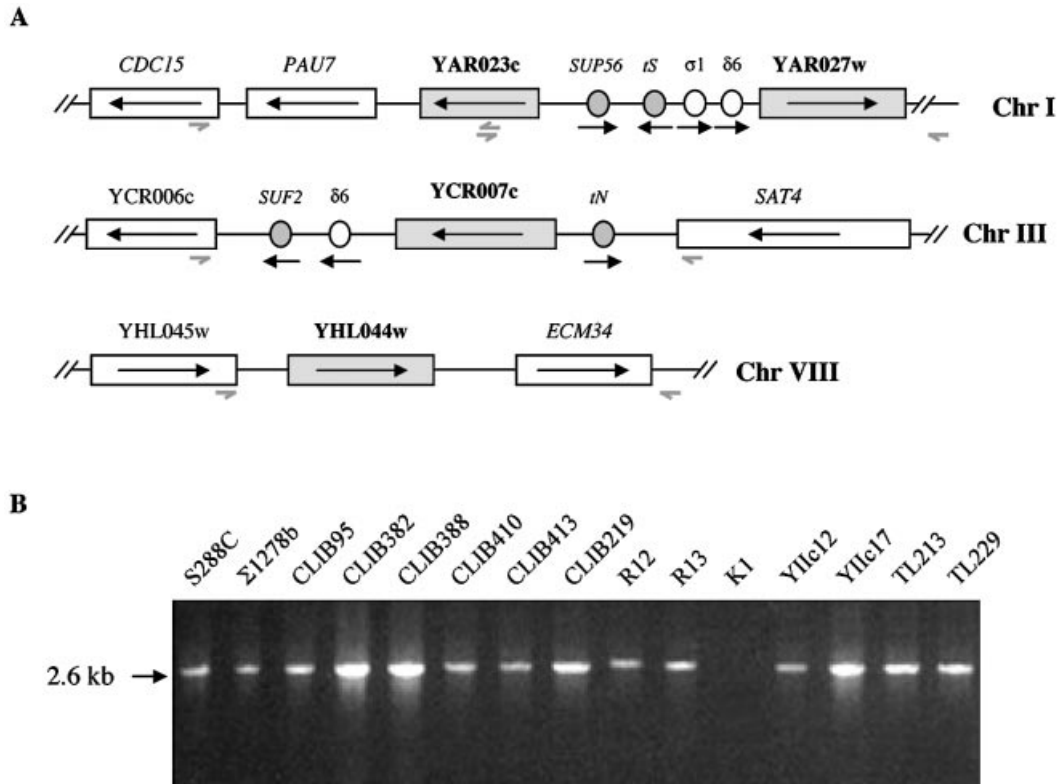 A
CDC15 PAU7 YAR023c SUP56 tS σ1 δ6 YAR027w
Chr I
YCR006c SUF2 δ6 YCR007c tN SAT4
Chr III
YHL045w YHL044w ECM34
Chr VIII
B
S288C Σ1278b CLIB95 CLIB382 CLIB388 CLIB410 CLIB413 CLIB219 R12 R13 K1 YIIc12 YIIc17 TL213 TL229
2.6 kb